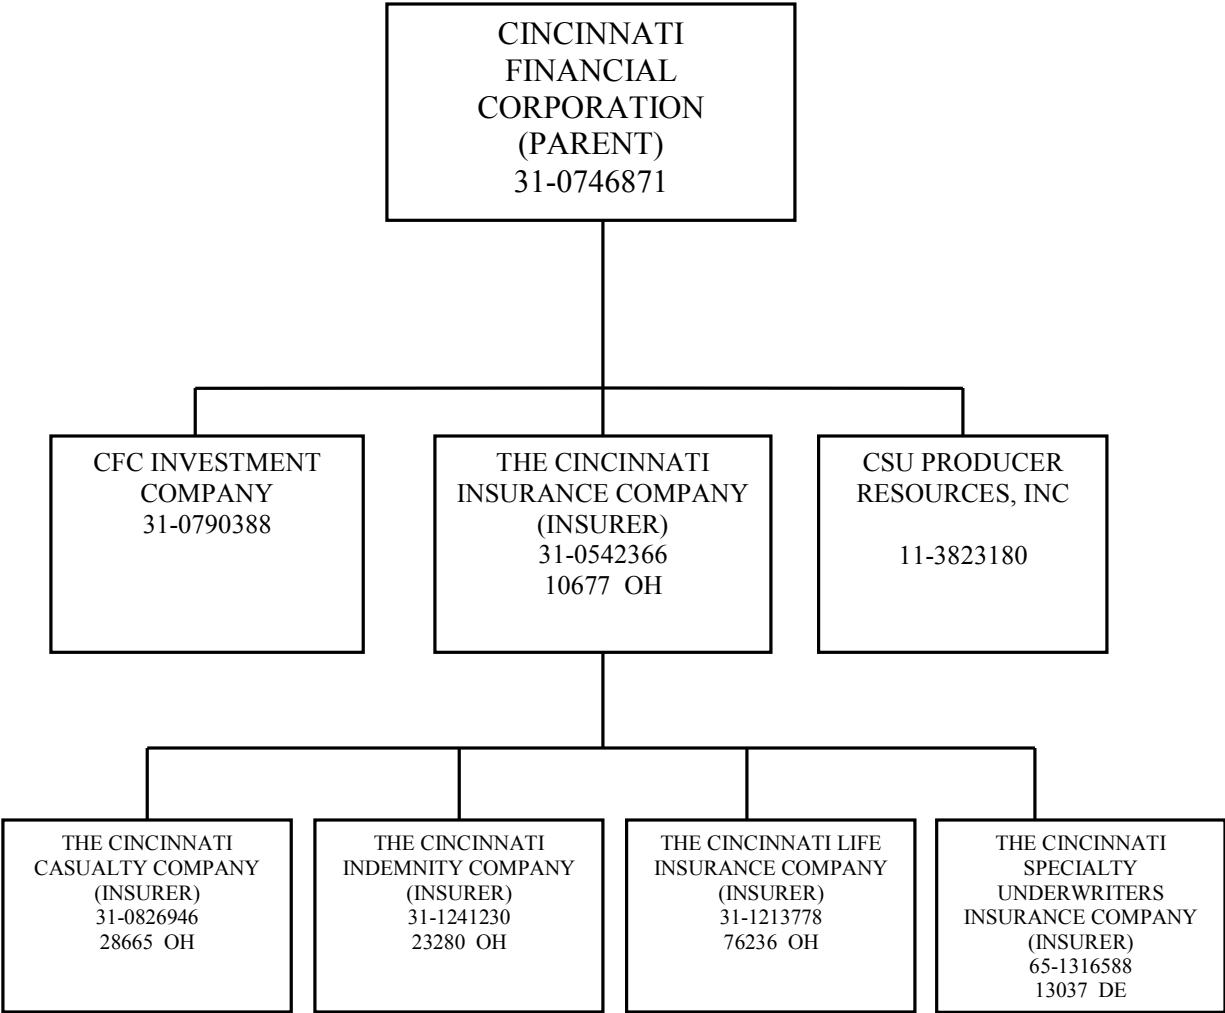 CINCINNATI
FINANCIAL
CORPORATION
(PARENT)
31-0746871
CFC INVESTMENT
COMPANY
31-0790388
THE CINCINNATI
INSURANCE COMPANY
(INSURER)
31-0542366
10677 OH
CSU PRODUCER
RESOURCES, INC
11-3823180
THE CINCINNATI
CASUALTY COMPANY
(INSURER)
31-0826946
28665 OH
THE CINCINNATI
INDEMNITY COMPANY
(INSURER)
31-1241230
23280 OH
THE CINCINNATI LIFE
INSURANCE COMPANY
(INSURER)
31-1213778
76236 OH
THE CINCINNATI
SPECIALTY
UNDERWRITERS
INSURANCE COMPANY
(INSURER)
65-1316588
13037 DE